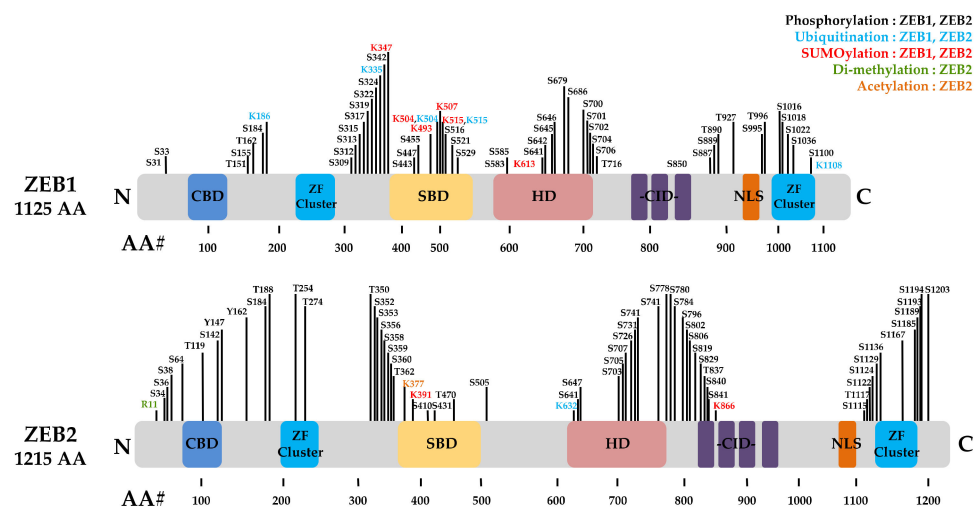 Phosphorylation : ZEB1, ZEB2
Ubiquitination : ZEB1, ZEB2
SUMOylation : ZEB1, ZEB2
Di-methylation : ZEB2
Acetylation : ZEB2
K347
S342
K335
S324
S322
S319
S317
S315
S313
S312
S309
K186
S184
T162
S155
T151
S33
S31
K507
K504,K504
K515,K515
K493
S516
S455
S521
S447
S529
S443
S679
S686
S700
S646
S701
S645
S702
S642
S704
S641
S706
S585
S583
K613
T716
S850
T927
T996
S1016
T890
S995
S1018
S889
S1022
S887
S1036
S1100
K1108
ZEB1
1125 AA
N
CBD
ZF
Cluster
SBD
HD
-CID-
NLS
ZF
Cluster
C
AA#
100
200
300
400
500
600
700
800
900
1000
1100
T188
T254
S184
T274
Y162
Y147
S142
T119
S64
S38
S36
S34
R11
T350
S352
S353
S356
S358
S359
S360
T362
K377
K391
T470
S410
S431
S505
S647
S641
K632
S778
S780
S741
S784
S741
S796
S731
S802
S726
S806
S707
S819
S705
S829
S703
T837
S840
S841
K866
S1194
S1203
S1193
S1189
S1185
S1167
S1136
S1129
S1124
S1122
T1117
S1115
ZEB2
1215 AA
N
CBD
ZF
Cluster
SBD
HD
-CID-
NLS
ZF
Cluster
C
AA#
100
200
300
400
500
600
700
800
900
1000
1100
1200